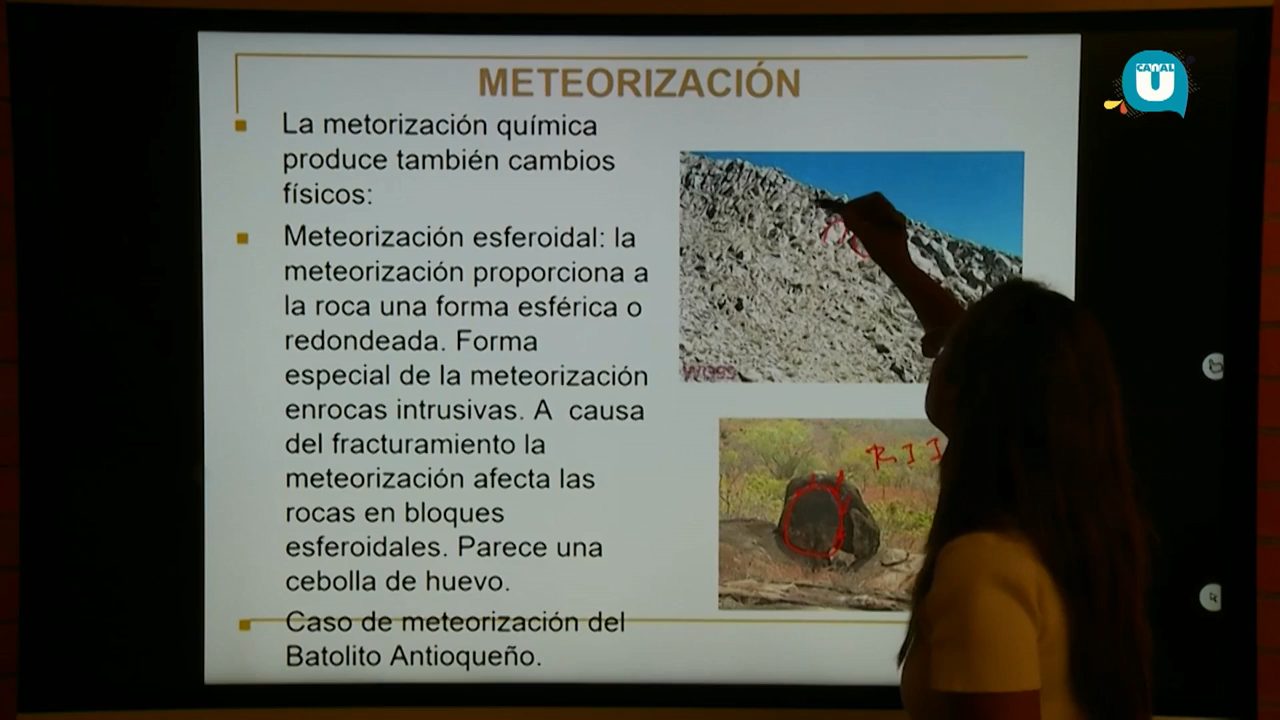 METEORIZACIÓN
La metorización química
produce también cambios
físicos:
Meteorización esferoidal: la
meteorización proporciona a
la roca una forma esférica o
redondeada. Forma
especial de la meteorización
enrocas intrusivas. A causa
del fracturamiento la
meteorización afecta las
rocas en bloques
esferoidales. Parece una
cebolla de huevo.
Caso de meteorización del
Batolito Antioqueño.
CANAL
U